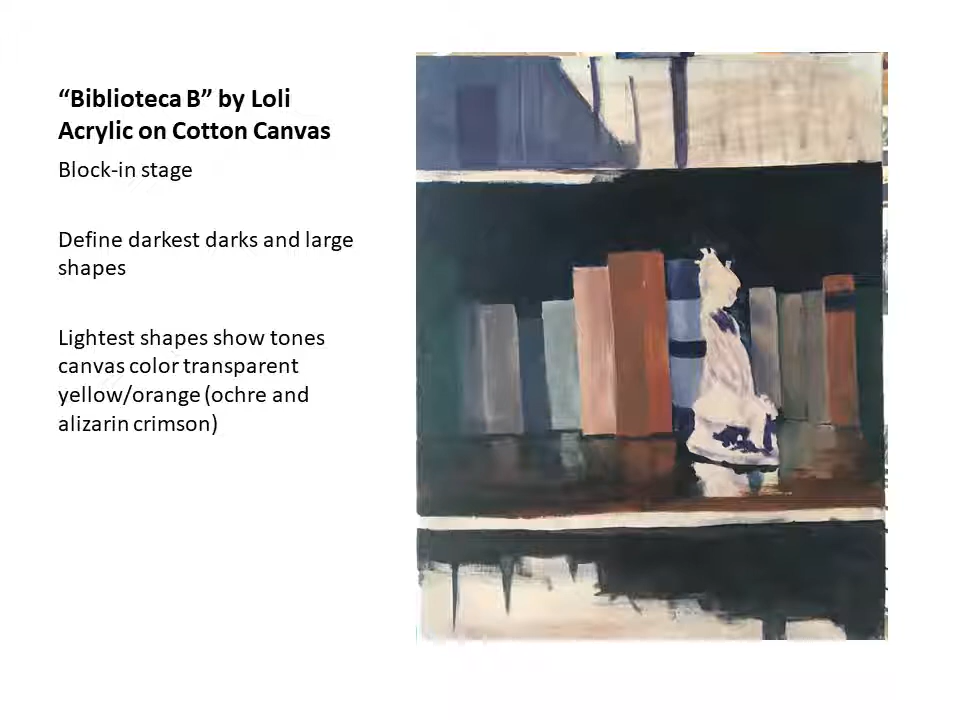 “Biblioteca B” by Loli
Acrylic on Cotton Canvas
Block-in stage
Define darkest darks and large
shapes
Lightest shapes show tones
canvas color transparent
yellow/orange (ochre and
alizarin crimson)